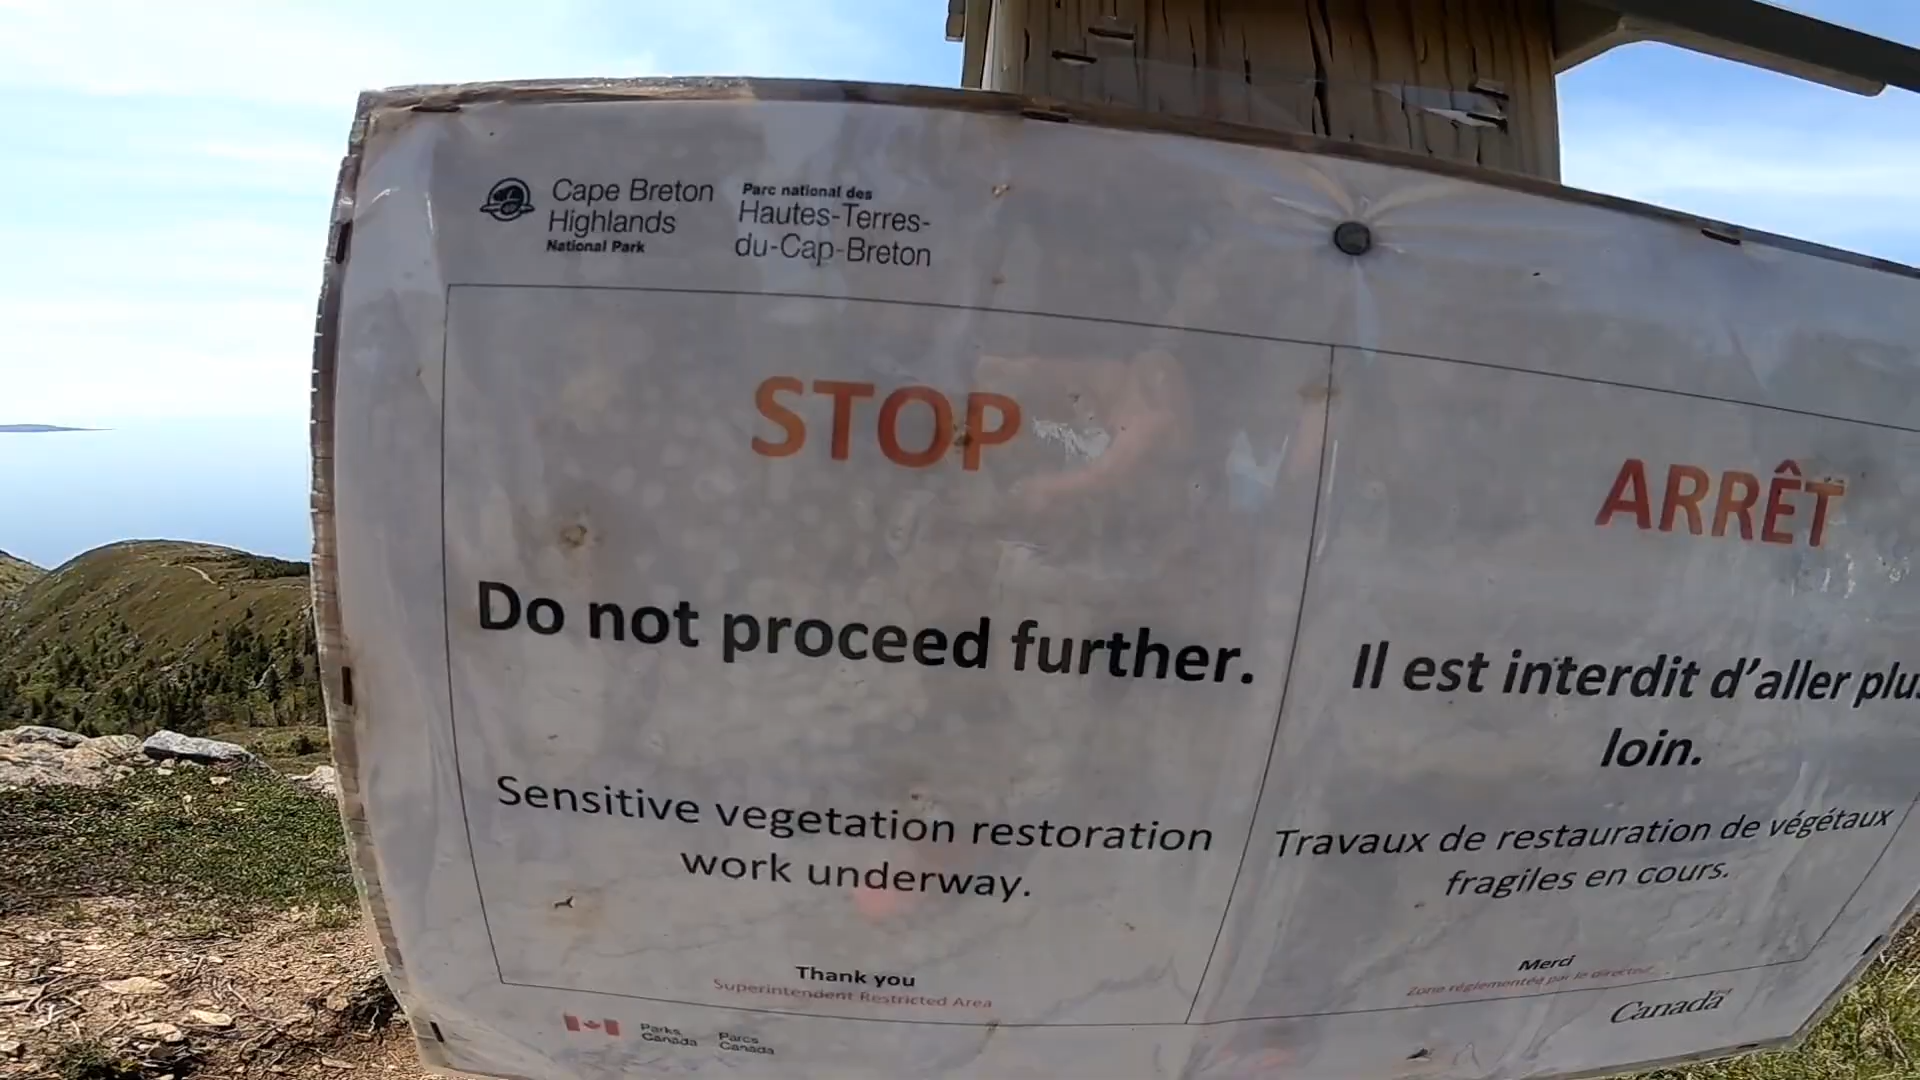 Cape Breton
Highlands
National Park
Parc national des
Hautes-Terres-
du-Cap-Breton
STOP
Do not proceed further.
Sensitive vegetation restoration
work underway.
Thank you
Superintendent Restricted Area
ARRÊT
Il est interdit d'aller plus
loin.
Travaux de restauration de végétaux
fragiles en cours.
Merci
Zone réglementée par le directeur
Parks
Canada
Parcs
Canada
Canada